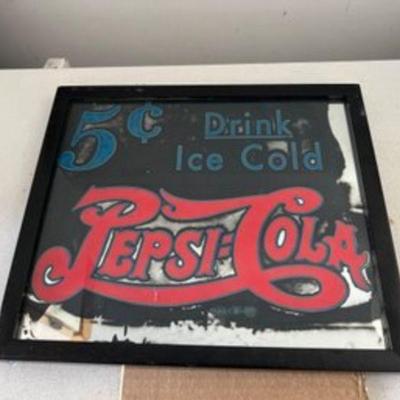 5¢ Drink
Ice Cold
PEPSI=COLA